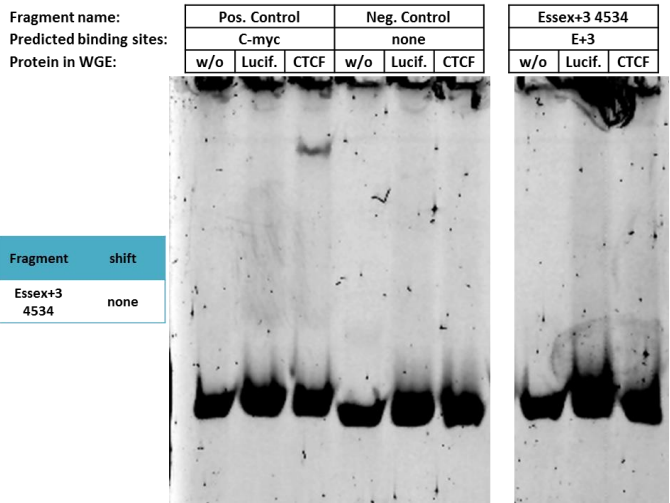 Fragment name: Pos. Control Neg. Control Essex+3 4534
Predicted binding sites: C-myc none E+3
Protein in WGE: w/o Lucif. CTCF w/o Lucif. CTCF w/o Lucif. CTCF
Fragment shift
Essex+3
4534 none